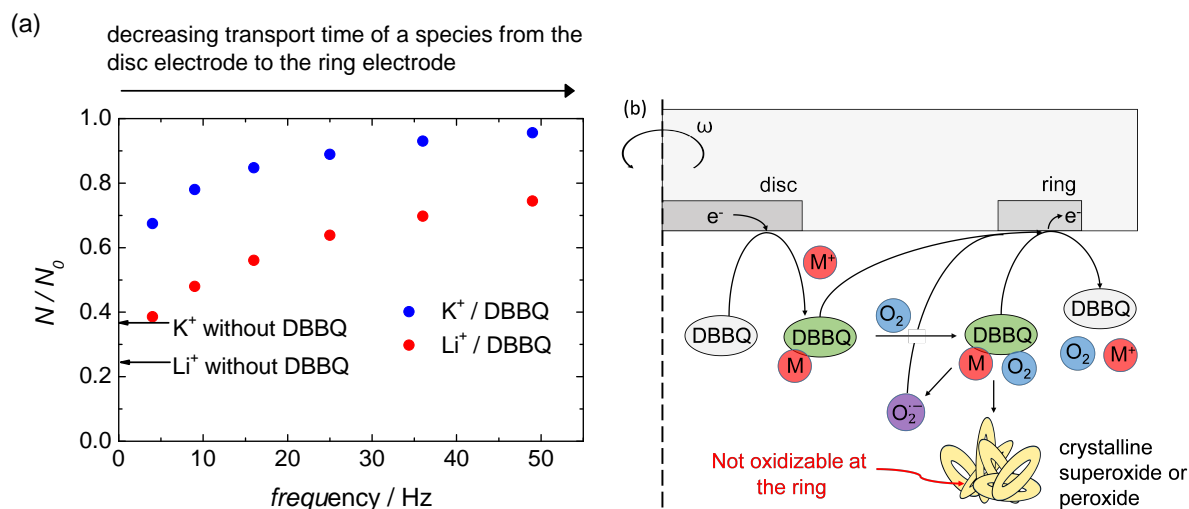 (a)
decreasing transport time of a species from the
disc electrode to the ring electrode
1.0
0.8
0.6
0.4
0.2
0.0
N / N0
K+ / DBBQ
Li+ / DBBQ
K+ without DBBQ
Li+ without DBBQ
0 10 20 30 40 50
frequency / Hz
(b)
ω
disc
ring
e-
e-
M+
DBBQ
DBBQ
M
O2
DBBQ
M
O2
DBBQ
O2
M+
O2·−
Not oxidizable at
the ring
crystalline
superoxide or
peroxide